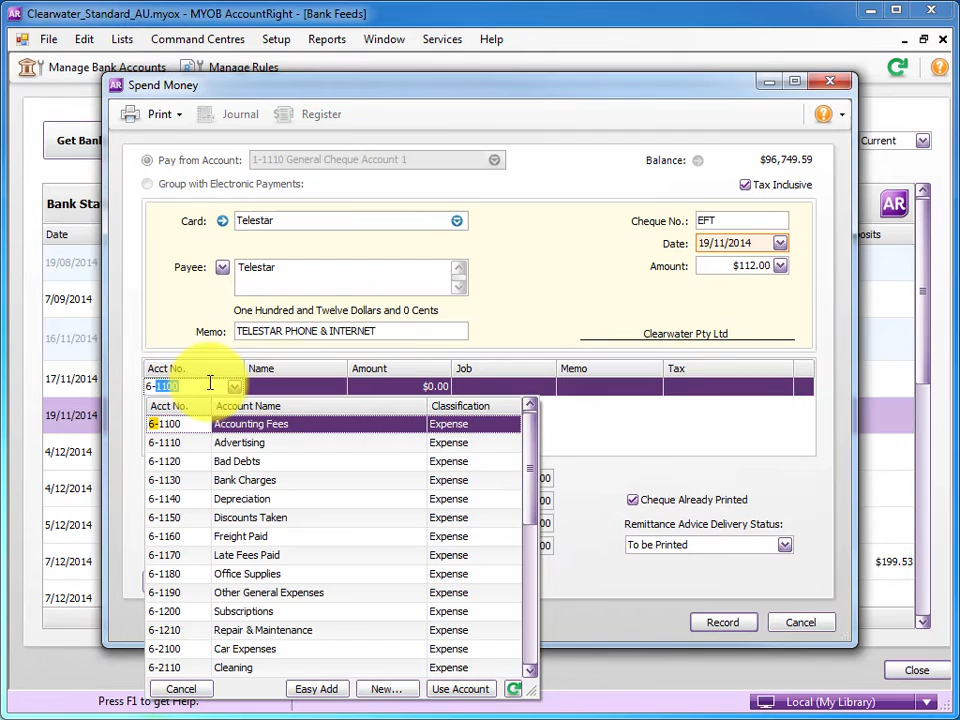 AR Clearwater_Standard_AU.myox - MYOB AccountRight - [Bank Feeds]
File Edit Lists Command Centres Setup Reports Window Services Help
Manage Bank Accounts Manage Rules
AR Spend Money
Print Journal Register
Get Bank
Current
Pay from Account: 1-1110 General Cheque Account 1 Balance: $96,749.59
Group with Electronic Payments: Tax Inclusive
Bank Sta
AR
Date
osits
Card: Telestar Cheque No.: EFT
Date: 19/11/2014
Payee: Telestar Amount: $112.00
One Hundred and Twelve Dollars and 0 Cents
Memo: TELESTAR PHONE & INTERNET Clearwater Pty Ltd
19/08/2014
7/09/2014
16/11/2014
17/11/2014
19/11/2014
4/12/2014
4/12/2014
5/12/2014
7/12/2014 $199.53
7/12/2014
Acct No. Name Amount Job Memo Tax
6-1100 $0.00
Acct No. Account Name Classification
6-1100 Accounting Fees Expense
6-1110 Advertising Expense
6-1120 Bad Debts Expense
6-1130 Bank Charges Expense
6-1140 Depreciation Expense
6-1150 Discounts Taken Expense
6-1160 Freight Paid Expense
6-1170 Late Fees Paid Expense
6-1180 Office Supplies Expense
6-1190 Other General Expenses Expense
6-1200 Subscriptions Expense
6-1210 Repair & Maintenance Expense
6-2100 Car Expenses Expense
6-2110 Cleaning Expense
Cancel Easy Add New... Use Account
00
00
00
00
Cheque Already Printed
Remittance Advice Delivery Status:
To be Printed
Record Cancel
Close
Press F1 to get Help. Local (My Library)